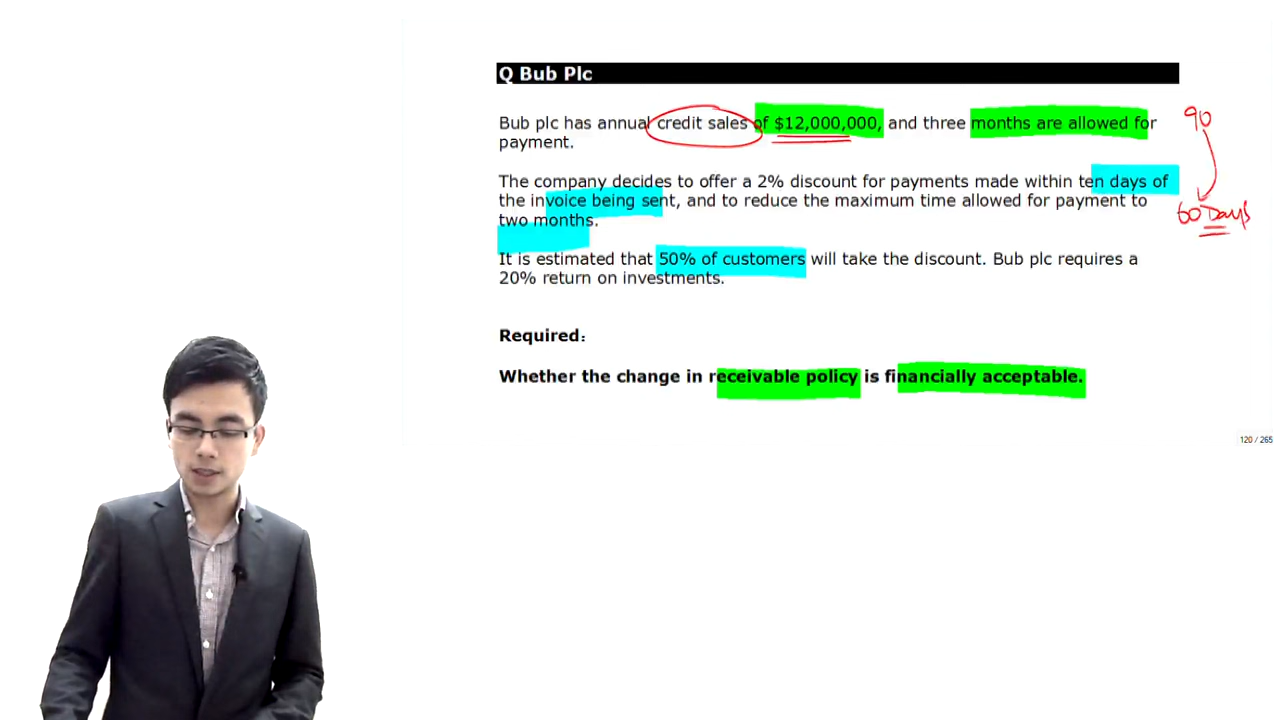 Q Bub Plc
Bub plc has annual credit sales of $12,000,000, and three months are allowed for
payment.
90
The company decides to offer a 2% discount for payments made within ten days of
the invoice being sent, and to reduce the maximum time allowed for payment to
two months.
60 Days
It is estimated that 50% of customers will take the discount. Bub plc requires a
20% return on investments.
Required:
Whether the change in receivable policy is financially acceptable.
120 / 265